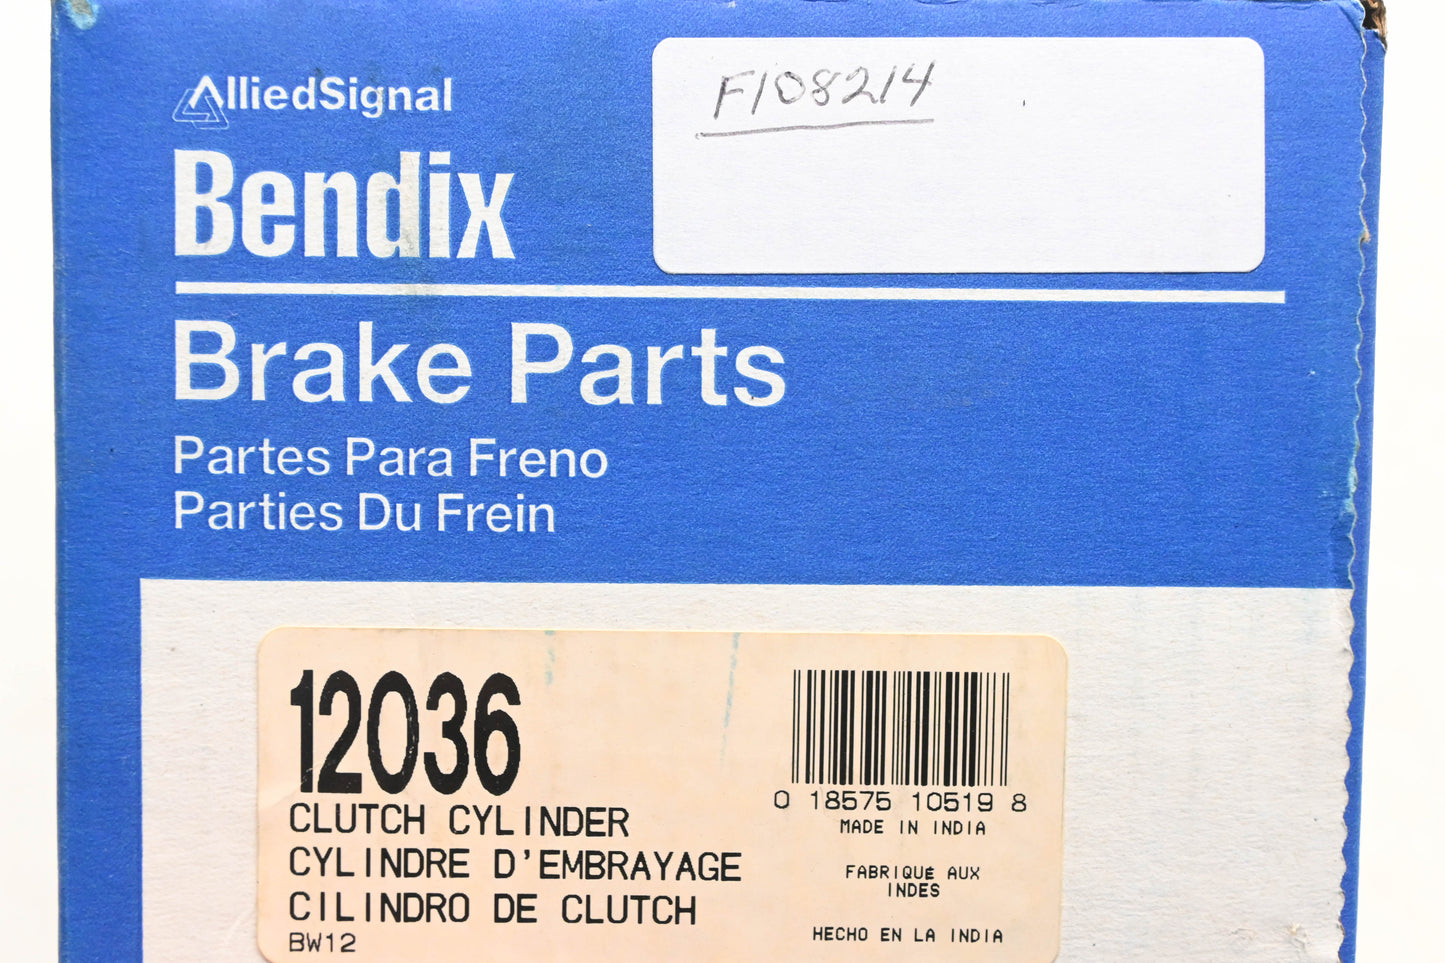 AlliedSignal
Bendix
F108214
Brake Parts
Partes Para Freno
Parties Du Frein
12036
CLUTCH CYLINDER
CYLINDRE D'EMBRAYAGE
CILINDRO DE CLUTCH
BW12
0 18575 10519 8
MADE IN INDIA
FABRIQUÉ AUX
INDES
HECHO EN LA INDIA